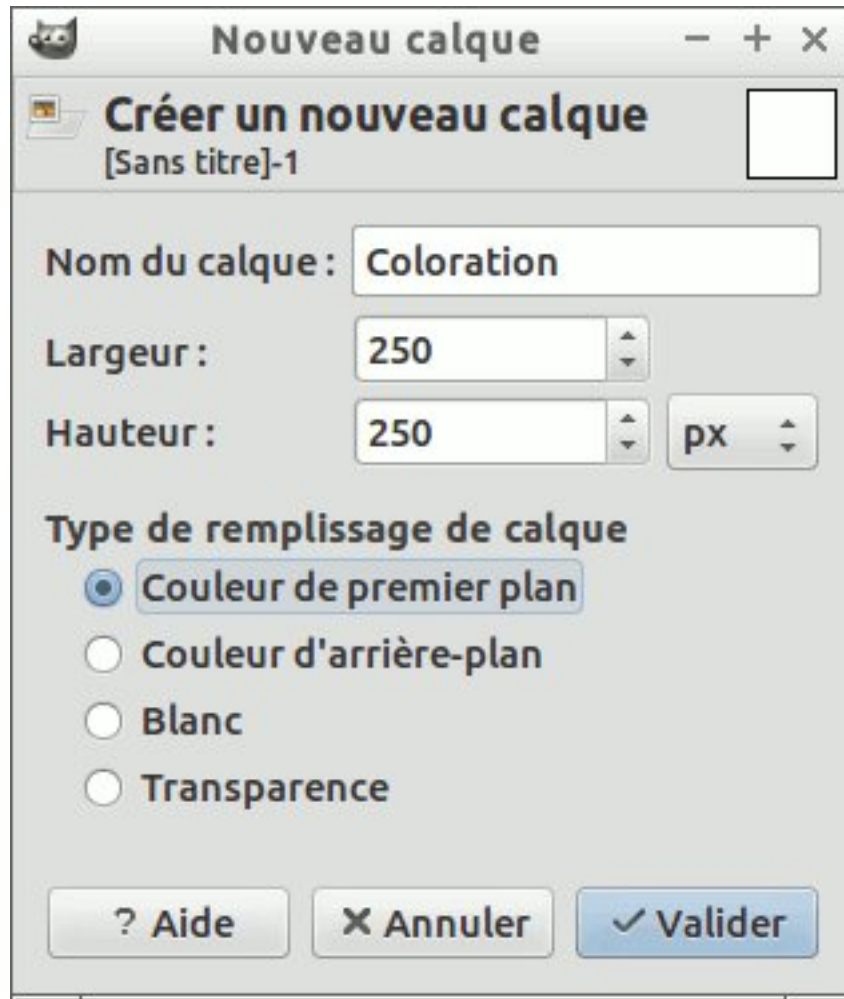 Nouveau calque
Créer un nouveau calque
[Sans titre]-1
Nom du calque : Coloration
Largeur : 250
Hauteur : 250 px
Type de remplissage de calque
Couleur de premier plan
Couleur d'arrière-plan
Blanc
Transparence
? Aide Annuler Valider